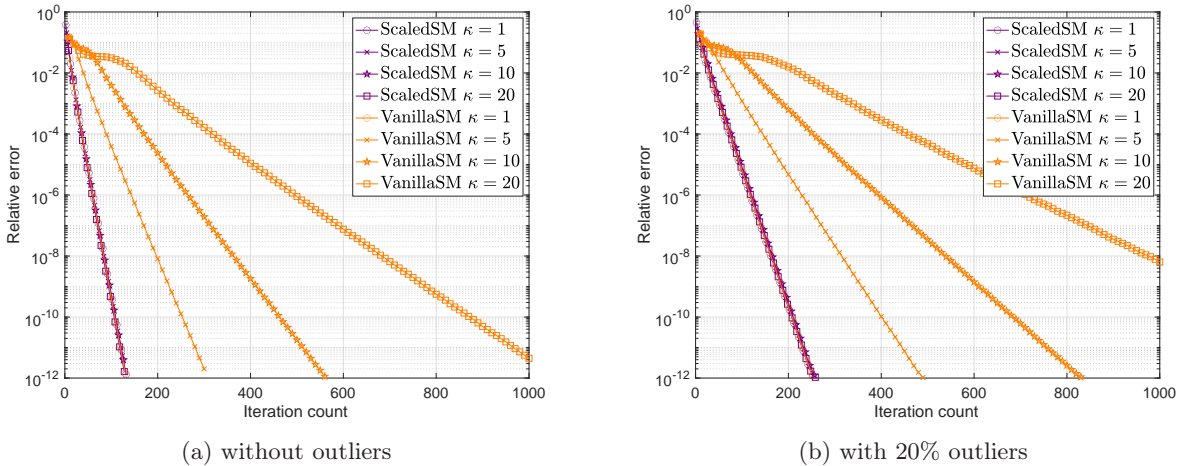 10^0
10^-2
10^-4
10^-6
10^-8
10^-10
10^-12
Relative error
0 200 400 600 800 1000
Iteration count
ScaledSM κ = 1
ScaledSM κ = 5
ScaledSM κ = 10
ScaledSM κ = 20
VanillaSM κ = 1
VanillaSM κ = 5
VanillaSM κ = 10
VanillaSM κ = 20
(a) without outliers
10^0
10^-2
10^-4
10^-6
10^-8
10^-10
10^-12
Relative error
0 200 400 600 800 1000
Iteration count
ScaledSM κ = 1
ScaledSM κ = 5
ScaledSM κ = 10
ScaledSM κ = 20
VanillaSM κ = 1
VanillaSM κ = 5
VanillaSM κ = 10
VanillaSM κ = 20
(b) with 20% outliers